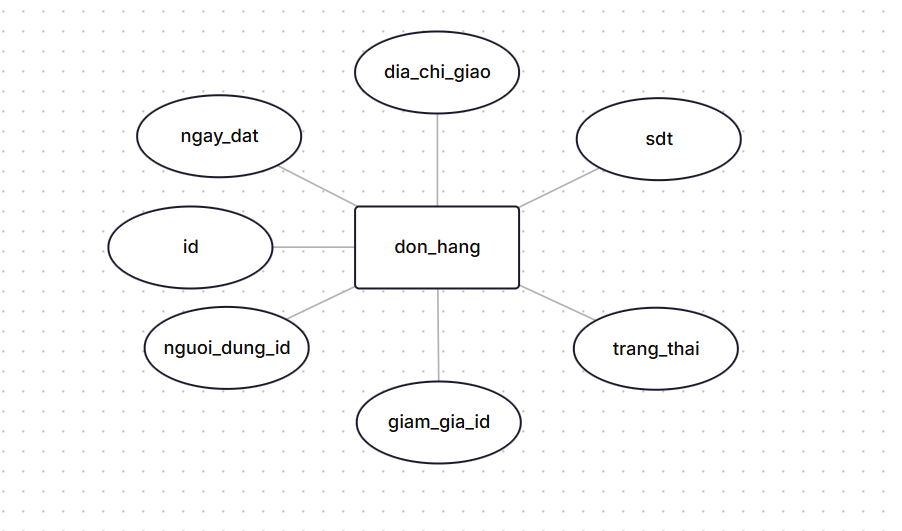 dia_chi_giao
ngay_dat
sdt
id
don_hang
nguoi_dung_id
trang_thai
giam_gia_id